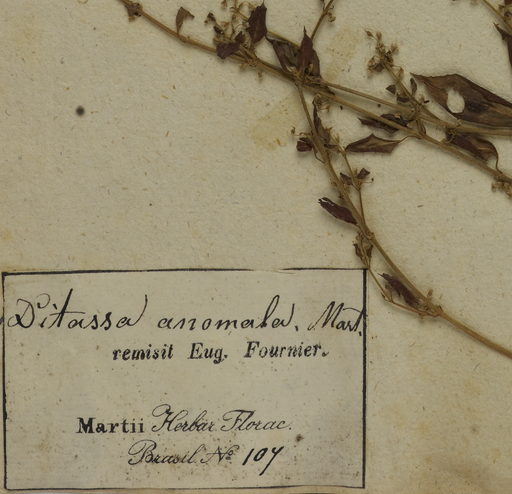 Ditassa anomala. Mart.
remisit Eug. Fournier.
Martii Herbar. Florae.
Brasil. No 107